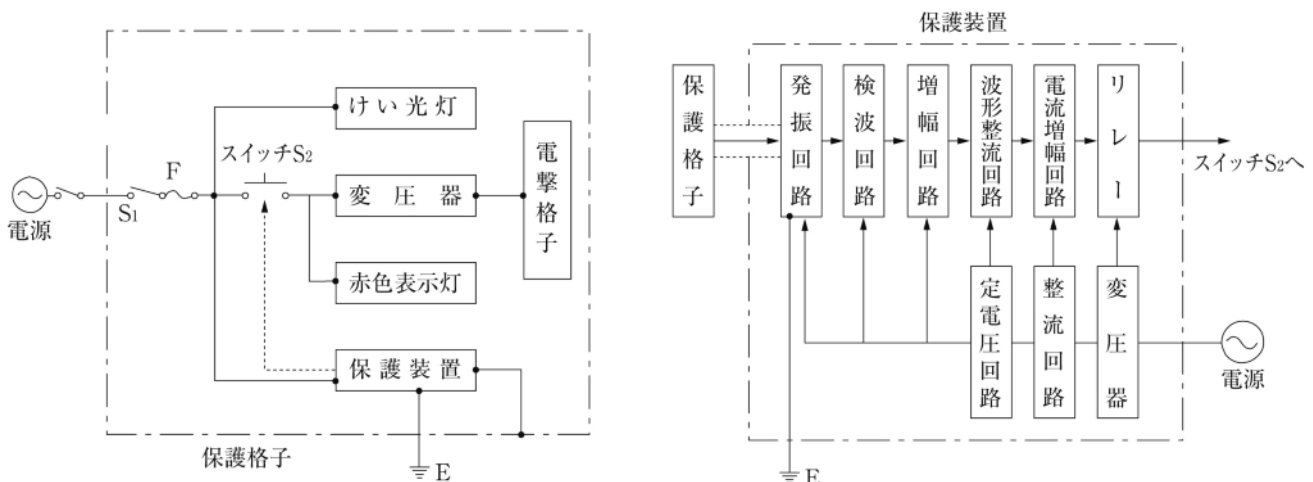 けい光灯
スイッチS2
F
電源
S1
変圧器
電撃格子
赤色表示灯
保護装置
保護格子
E
保護装置
保護格子
発振回路
検波回路
増幅回路
波形整流回路
電流増幅回路
リレー
スイッチS2へ
定電圧回路
整流回路
変圧器
電源
E